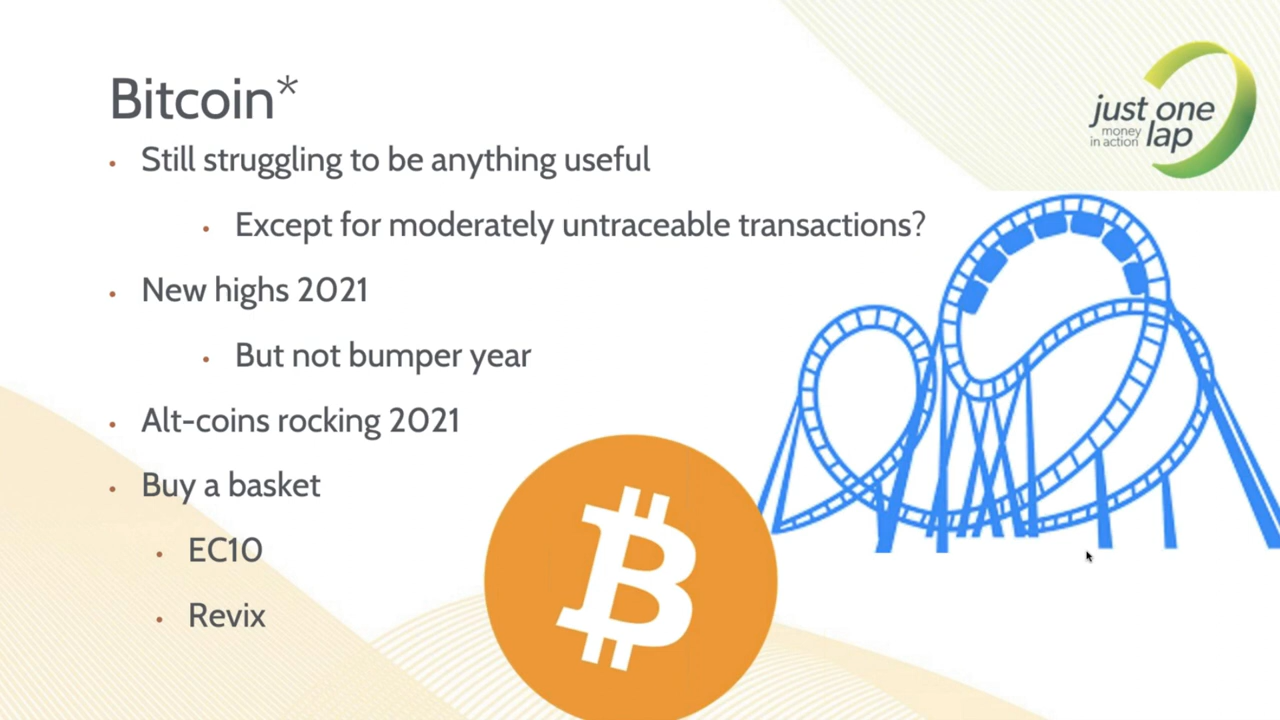 Bitcoin*
• Still struggling to be anything useful
• Except for moderately untraceable transactions?
• New highs 2021
• But not bumper year
• Alt-coins rocking 2021
• Buy a basket
• EC10
• Revix
just one
money
in action lap